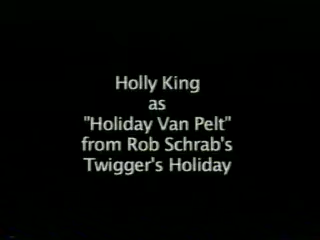 Holly King
as
"Holiday Van Pelt"
from Rob Schrab's
Twigger's Holiday